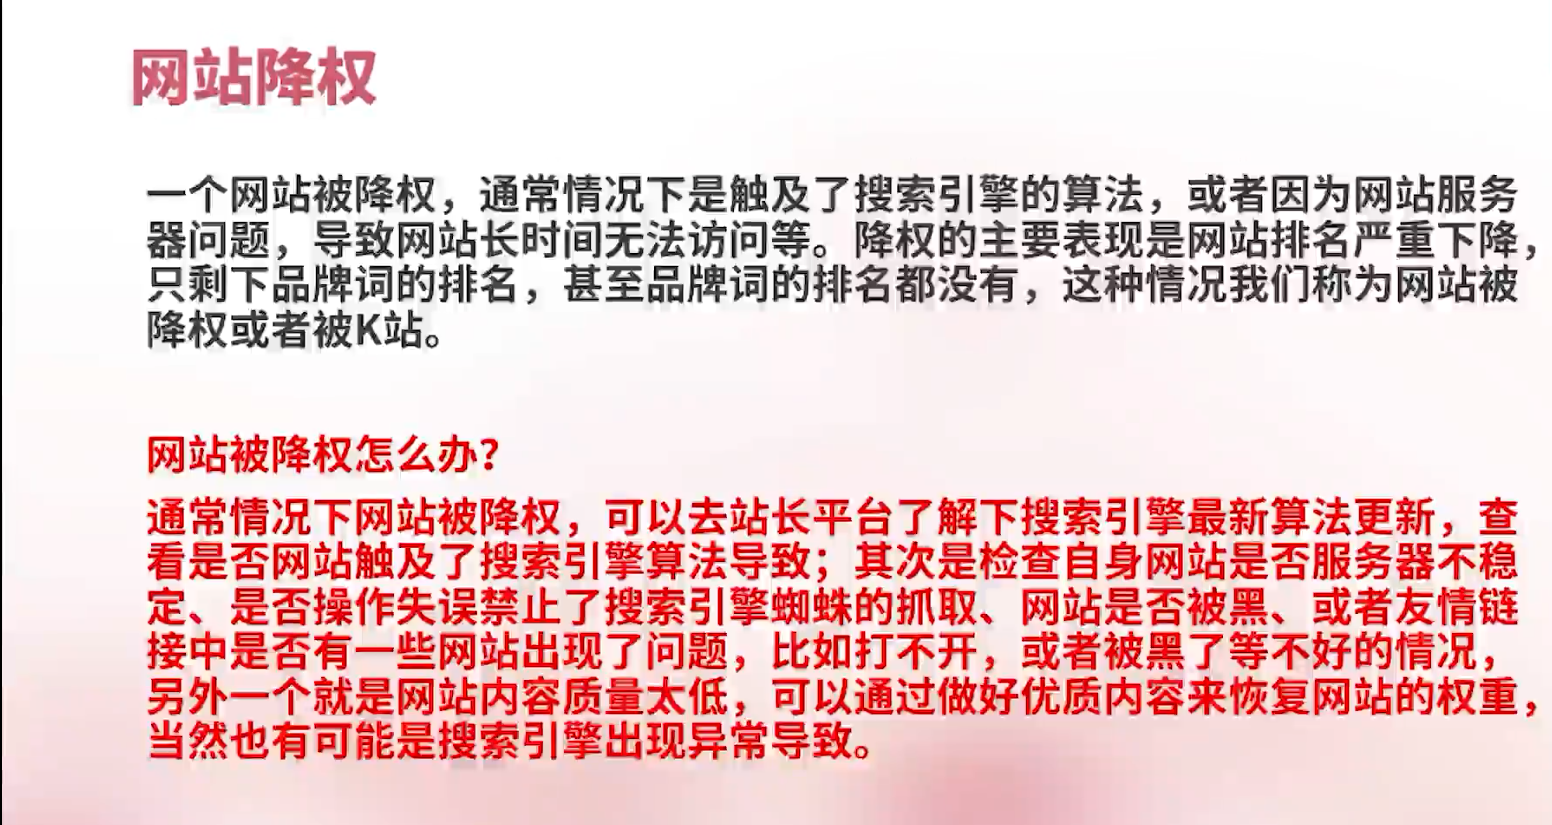 网站降权
一个网站被降权，通常情况下是触及了搜索引擎的算法，或者因为网站服务
器问题，导致网站长时间无法访问等。降权的主要表现是网站排名严重下降，
只剩下品牌词的排名，甚至品牌词的排名都没有，这种情况我们称为网站被
降权或者被K站。
网站被降权怎么办？
通常情况下网站被降权，可以去站长平台了解下搜索引擎最新算法更新，查
看是否网站触及了搜索引擎算法导致；其次是检查自身网站是否服务器不稳
定、是否操作失误禁止了搜索引擎蜘蛛的抓取、网站是否被黑、或者友情链
接中是否有一些网站出现了问题，比如打不开，或者被黑了等不好的情况，
另外一个就是网站内容质量太低，可以通过做好优质内容来恢复网站的权重，
当然也有可能是搜索引擎出现异常导致。